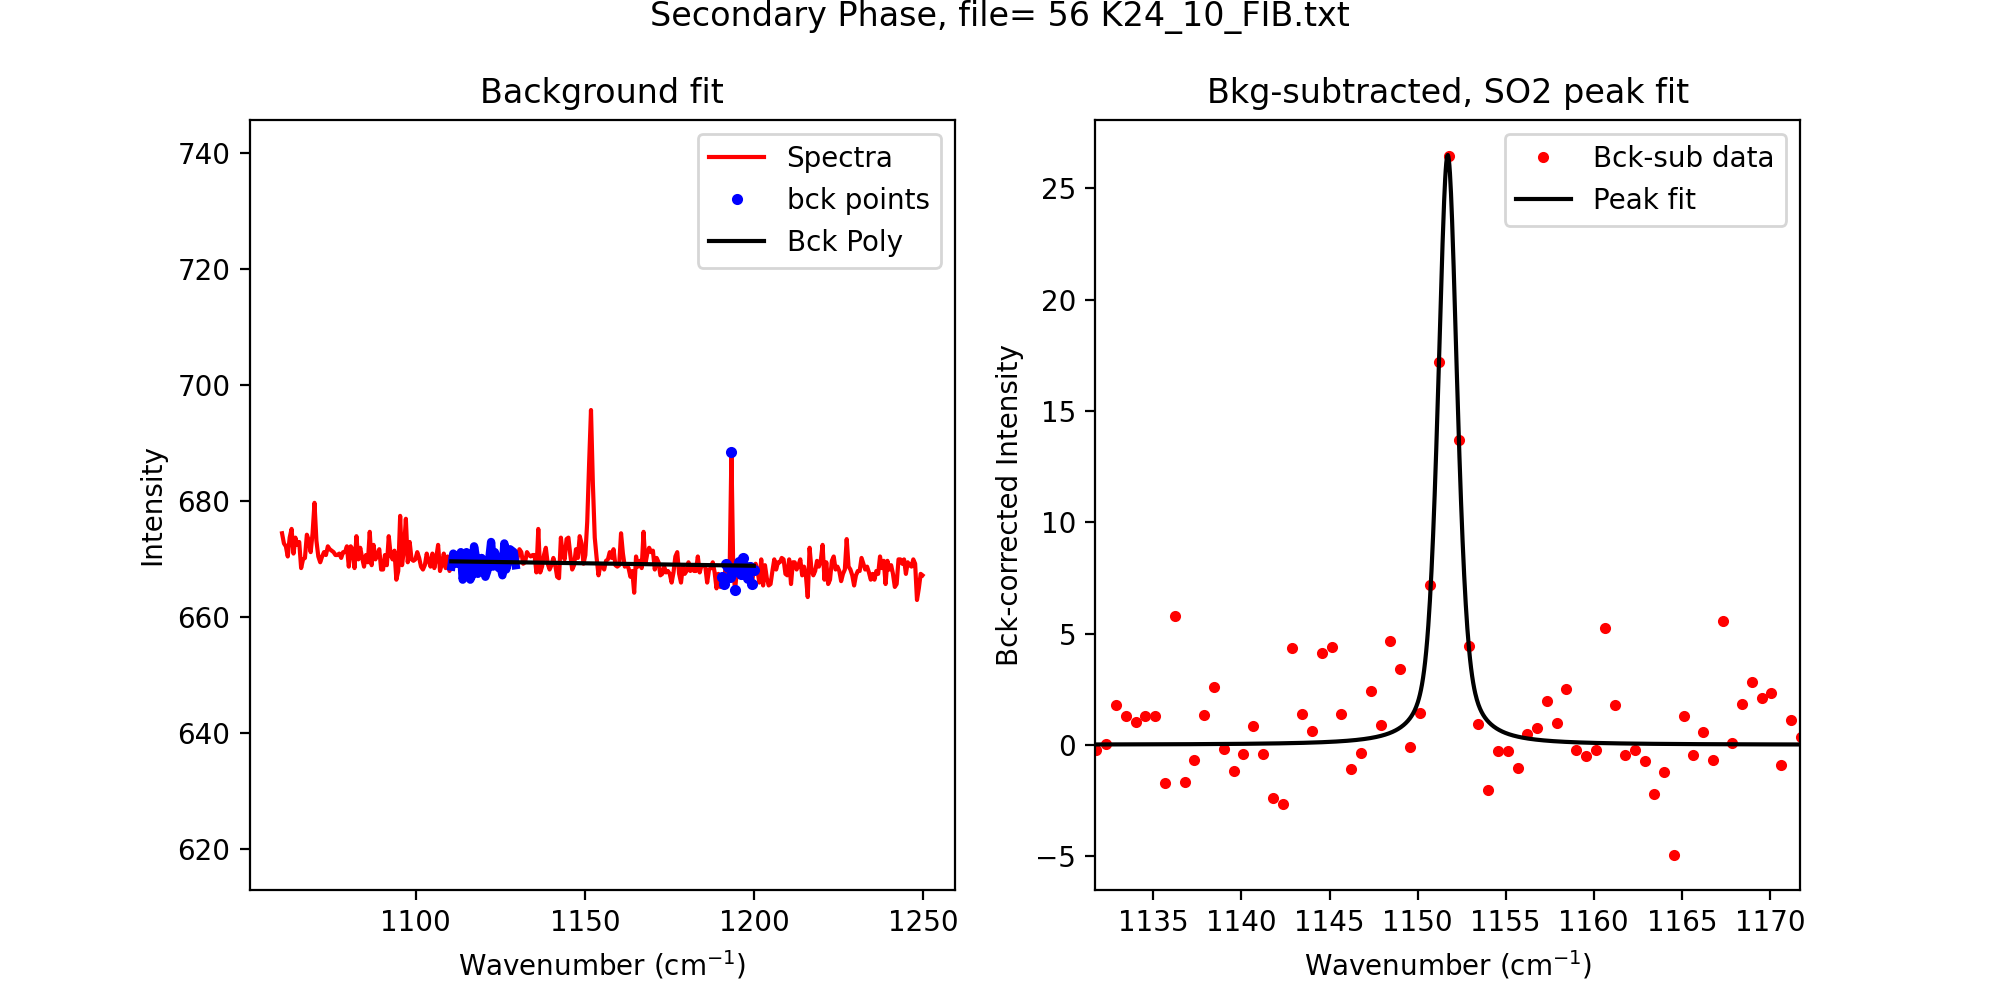 Secondary Phase, file= 56 K24_10_FIB.txt
Background fit
Spectra
bck points
Bck Poly
Intensity
740
720
700
680
660
640
620
1100 1150 1200 1250
Wavenumber (cm⁻¹)
Bkg-subtracted, SO2 peak fit
Bck-sub data
Peak fit
Bck-corrected Intensity
25
20
15
10
5
0
−5
1135 1140 1145 1150 1155 1160 1165 1170
Wavenumber (cm⁻¹)